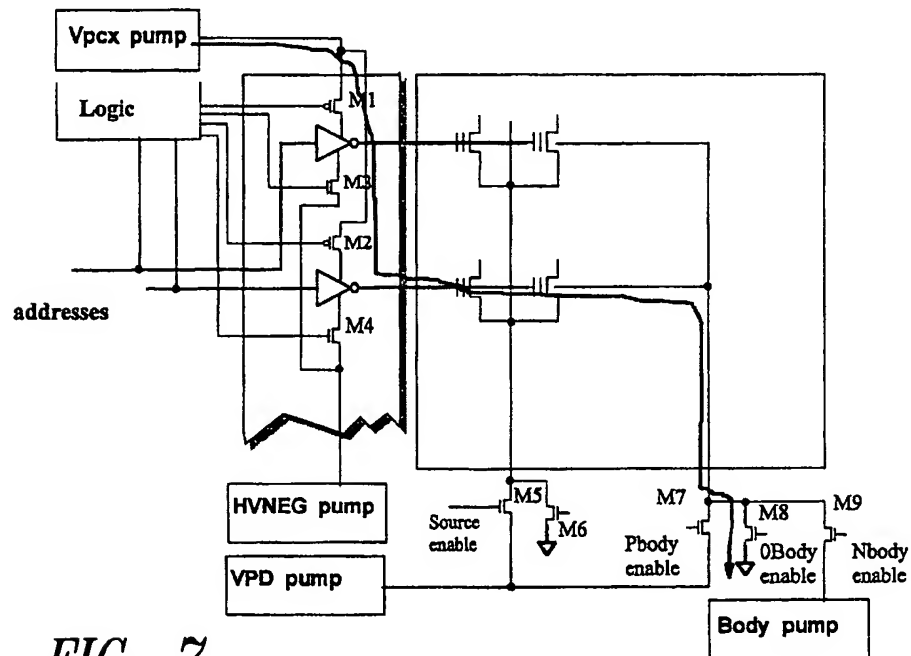 Vpcx pump
Logic
M1
M3
M2
addresses
M4
HVNEG pump
Source
enable
M5
M6
M7
M8
M9
Pbody
enable
0Body
enable
Nbody
enable
VPD pump
Body pump
FIG. 7